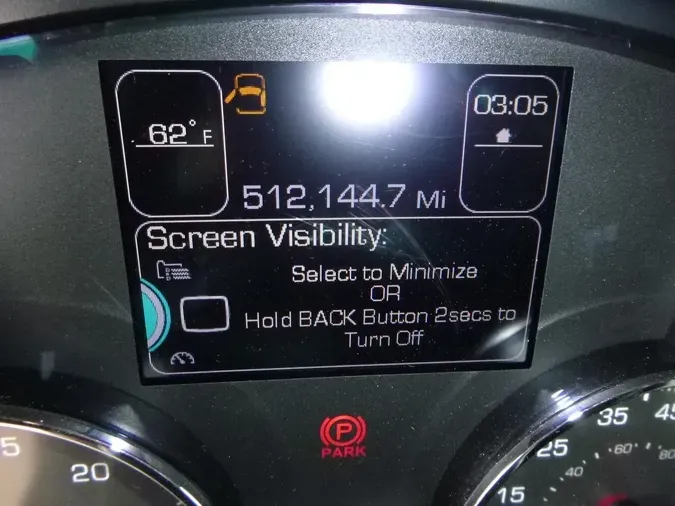 62° F
03:05
512,144.7 Mi
Screen Visibility:
Select to Minimize
OR
Hold BACK Button 2secs to
Turn Off
P
PARK
5
20
15
25
35
45
40
60
80